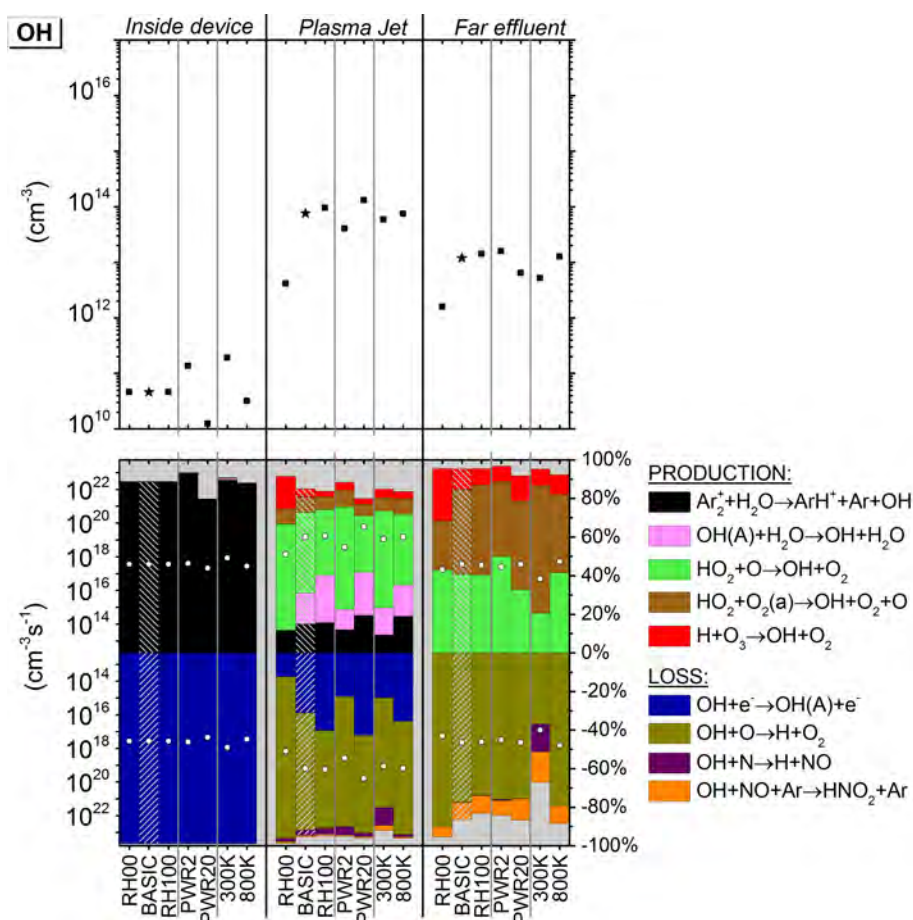 OH
Inside device Plasma Jet Far effluent
10^16
10^14
10^12
10^10
(cm^-3)
10^22
10^20
10^18
10^16
10^14
10^14
10^16
10^18
10^20
10^22
(cm^-3s^-1)
100%
80%
60%
40%
20%
0%
-20%
-40%
-60%
-80%
-100%
PRODUCTION:
Ar2^++H2O→ArH^++Ar+OH
OH(A)+H2O→OH+H2O
HO2+O→OH+O2
HO2+O2(a)→OH+O2+O
H+O3→OH+O2
LOSS:
OH+e^-→OH(A)+e^-
OH+O→H+O2
OH+N→H+NO
OH+NO+Ar→HNO2+Ar
RH00 BASIC RH100 PWR2 PWR20 300K 800K RH00 BASIC RH100 PWR2 PWR20 300K 800K RH00 BASIC RH100 PWR2 PWR20 300K 800K